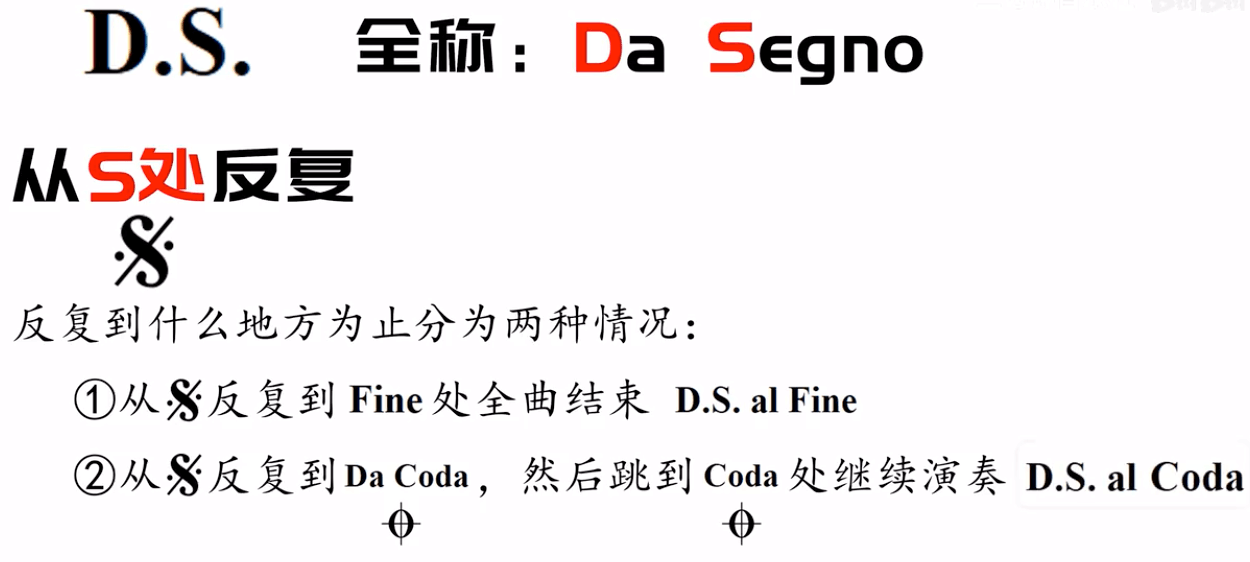 D.S. 全称：Da Segno
从S处反复
𝄋
反复到什么地方为止分为两种情况：
①从𝄋反复到 Fine 处全曲结束 D.S. al Fine
②从𝄋反复到 Da Coda，然后跳到 Coda 处继续演奏 D.S. al Coda
𝄌 𝄌